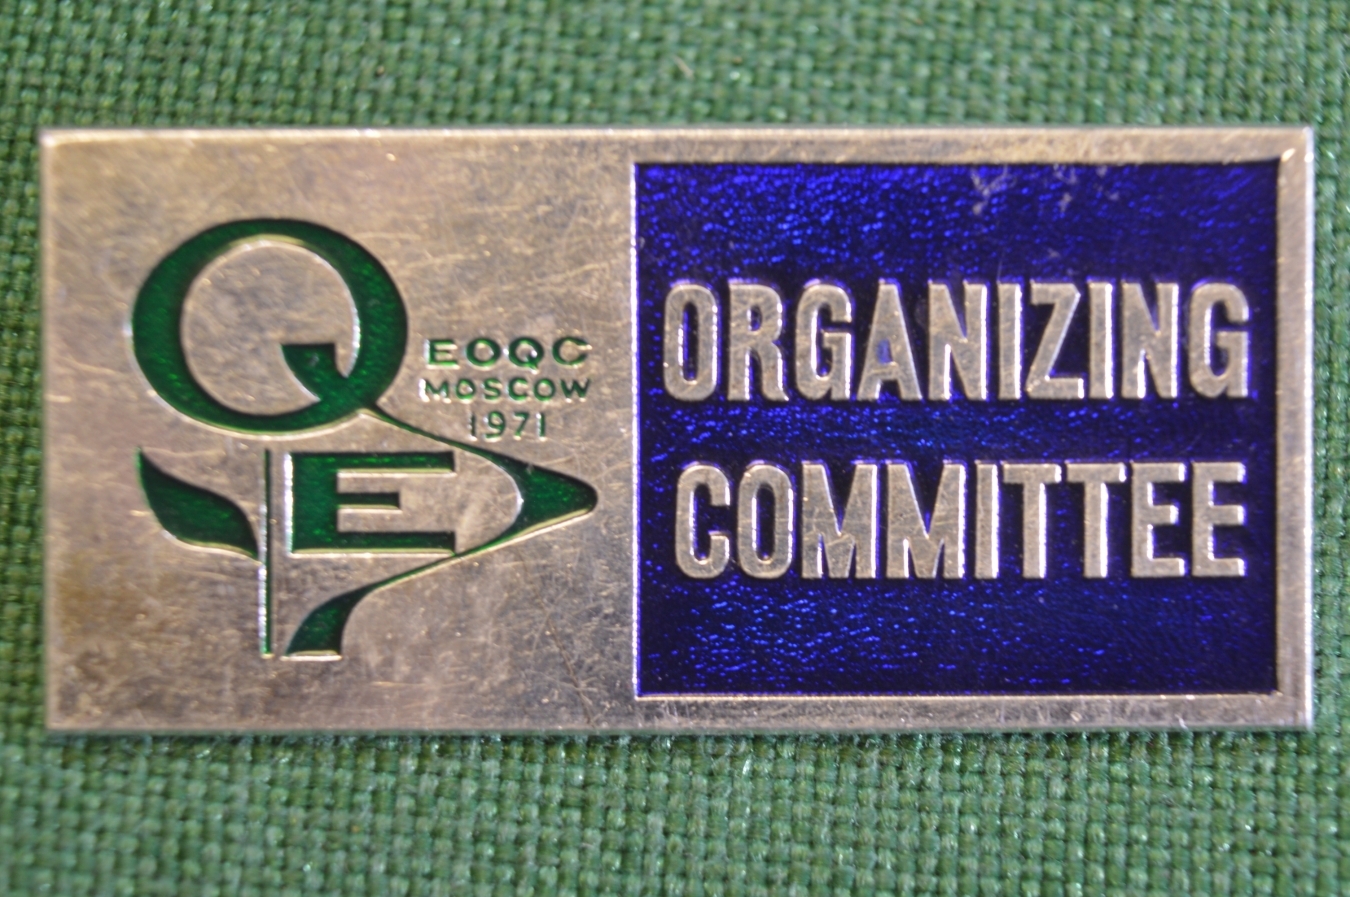 Q
E
EOQC
MOSCOW
1971
ORGANIZING
COMMITTEE